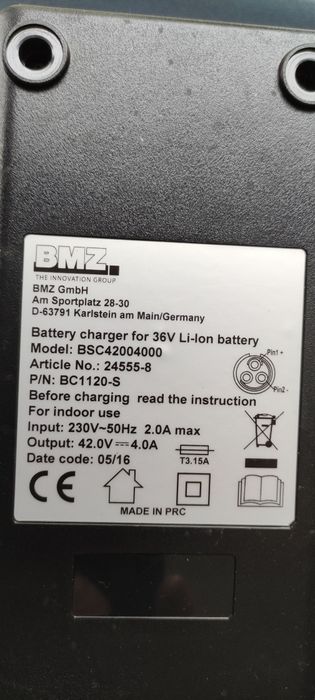 BMZ
THE INNOVATION GROUP
BMZ GmbH
Am Sportplatz 28-30
D-63791 Karlstein am Main/Germany
Battery charger for 36V Li-Ion battery
Model: BSC42004000
Article No.: 24555-8
P/N: BC1120-S
Pin1 +
Pin2 -
Before charging read the instruction
For indoor use
Input: 230V~50Hz 2.0A max
Output: 42.0V⎓4.0A
Date code: 05/16
T3.15A
CE
MADE IN PRC